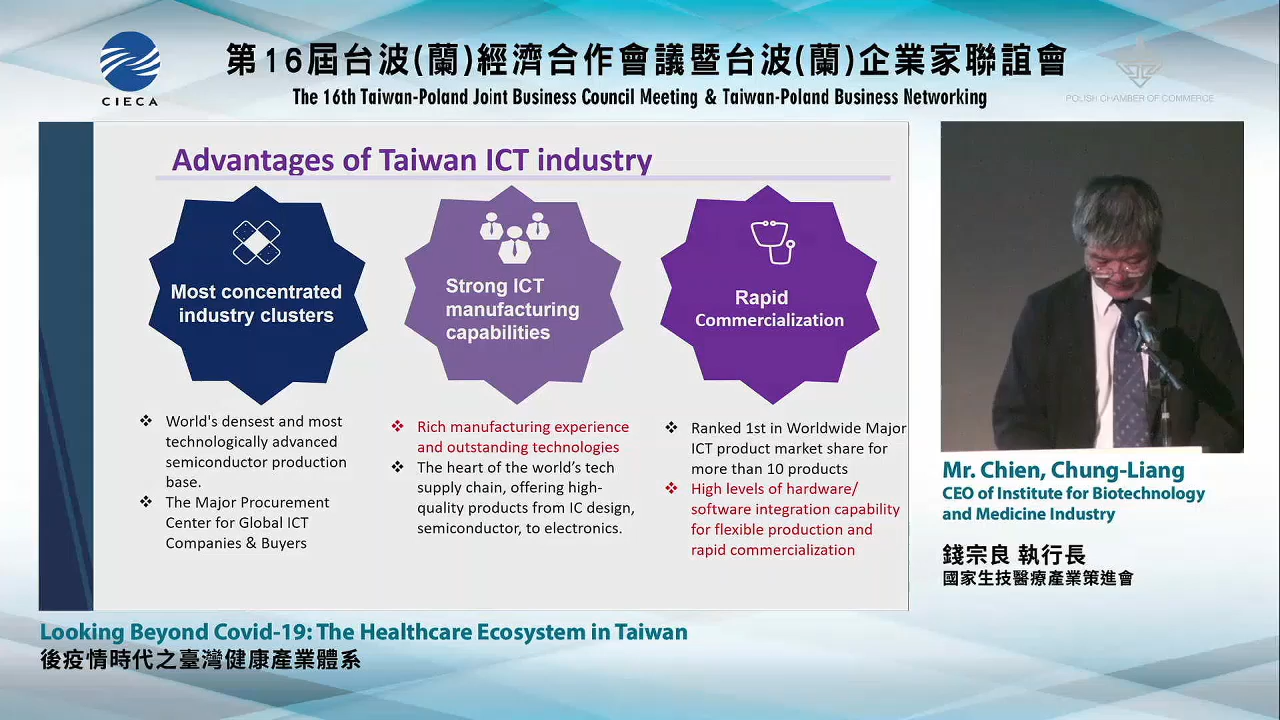 CIECA
第16屆台波(蘭)經濟合作會議暨台波(蘭)企業家聯誼會
The 16th Taiwan-Poland Joint Business Council Meeting & Taiwan-Poland Business Networking
POLISH CHAMBER OF COMMERCE
Advantages of Taiwan ICT industry
Most concentrated
industry clusters
World's densest and most
technologically advanced
semiconductor production
base.
The Major Procurement
Center for Global ICT
Companies & Buyers
Strong ICT
manufacturing
capabilities
Rich manufacturing experience
and outstanding technologies
The heart of the world's tech
supply chain, offering high-
quality products from IC design,
semiconductor, to electronics.
Rapid
Commercialization
Ranked 1st in Worldwide Major
ICT product market share for
more than 10 products
High levels of hardware/
software integration capability
for flexible production and
rapid commercialization
Mr. Chien, Chung-Liang
CEO of Institute for Biotechnology
and Medicine Industry
錢宗良 執行長
國家生技醫療產業策進會
Looking Beyond Covid-19: The Healthcare Ecosystem in Taiwan
後疫情時代之臺灣健康產業體系